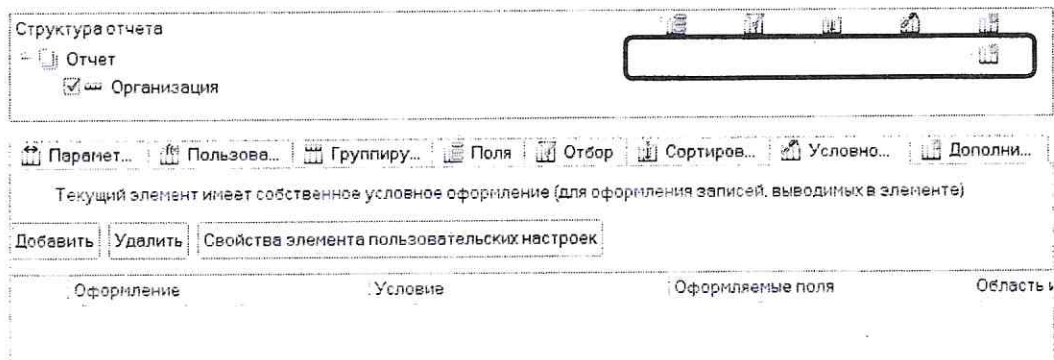 Структура отчета
Отчет
Организация
Парамет... Пользова... Группиру... Поля Отбор Сортиров... Условно... Дополни...
Текущий элемент имеет собственное условное оформление (для оформления записей, выводимых в элементе)
Добавить Удалить Свойства элемента пользовательских настроек
Оформление Условие Оформляемые поля Область и